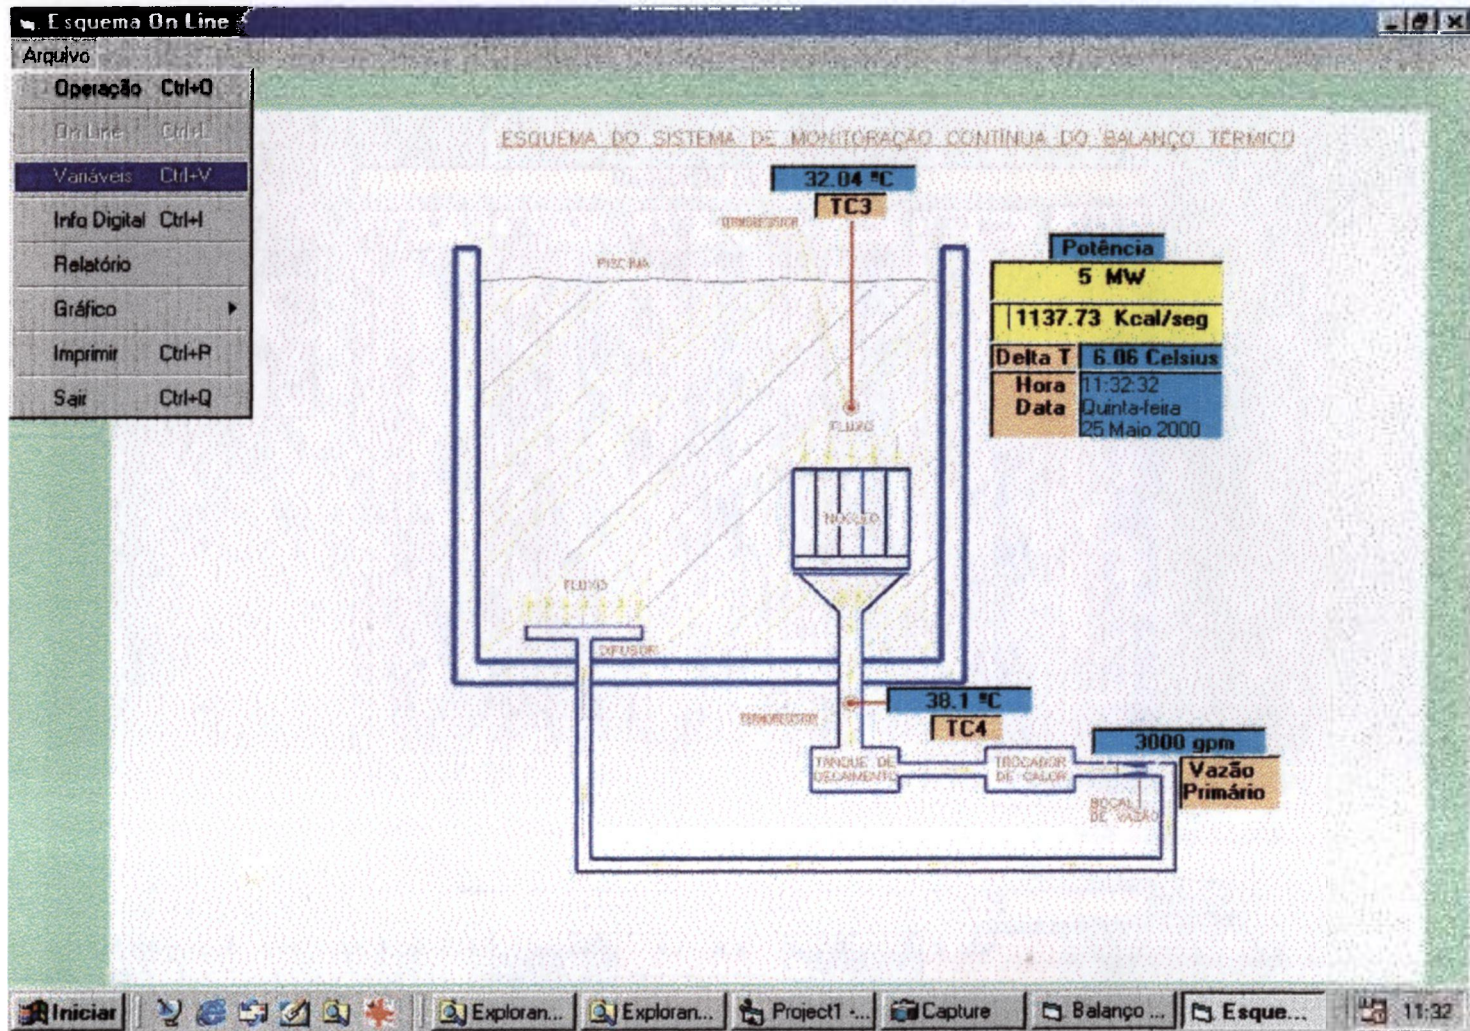 Esquema On Line
Arquivo
Operação Ctrl+O
On Line Ctrl+L
Variáveis Ctrl+V
Info Digital Ctrl+I
Relatório
Gráfico
Imprimir Ctrl+P
Sair Ctrl+Q
ESQUEMA DO SISTEMA DE MONITORAÇÃO CONTÍNUA DO BALANÇO TÉRMICO
32.04 ºC
TC3
TERMORESISTOR
PISCINA
Potência
5 MW
1137.73 Kcal/seg
Delta T 6.06 Celsius
Hora 11:32:32
Data Quinta-feira
25 Maio 2000
FLUXO
NÚCLEO
FLUXO
DIFUSOR
38.1 ºC
TERMORESISTOR
TC4
3000 gpm
TANQUE DE
DECAIMENTO
TROCADOR
DE CALOR
Vazão
Primário
BOCAL
DE VAZÃO
Iniciar
Exploran...
Exploran...
Project1 -...
Capture
Balanço ...
Esque...
11:32